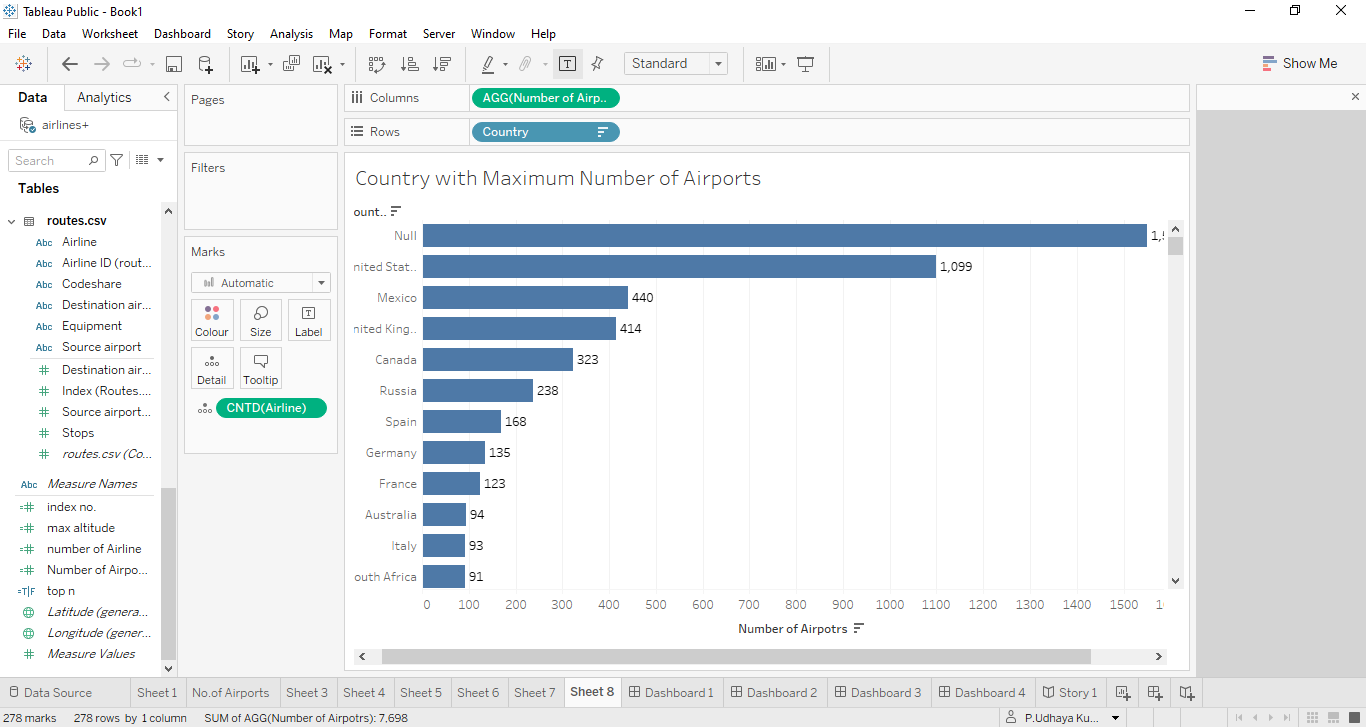 Tableau Public - Book1
File Data Worksheet Dashboard Story Analysis Map Format Server Window Help
Standard
Show Me
Data Analytics
airlines+
Search
Tables
routes.csv
Abc Airline
Abc Airline ID (rout...
Abc Codeshare
Abc Destination air...
Abc Equipment
Abc Source airport
Destination air...
Index (Routes....
Source airport...
Stops
routes.csv (Co...
Abc Measure Names
index no.
max altitude
number of Airline
Number of Airpo...
T|F top n
Latitude (genera...
Longitude (gener...
Measure Values
Pages
Filters
Marks
Automatic
Colour Size Label
Detail Tooltip
CNTD(Airline)
Columns AGG(Number of Airp..
Rows Country
Country with Maximum Number of Airports
ount..
Null 1,5
nited Stat.. 1,099
Mexico 440
nited King.. 414
Canada 323
Russia 238
Spain 168
Germany 135
France 123
Australia 94
Italy 93
outh Africa 91
0 100 200 300 400 500 600 700 800 900 1000 1100 1200 1300 1400 1500 1
Number of Airpotrs
Data Source Sheet 1 No.of Airports Sheet 3 Sheet 4 Sheet 5 Sheet 6 Sheet 7 Sheet 8 Dashboard 1 Dashboard 2 Dashboard 3 Dashboard 4 Story 1
278 marks 278 rows by 1 column SUM of AGG(Number of Airpotrs): 7,698 P.Udhaya Ku...